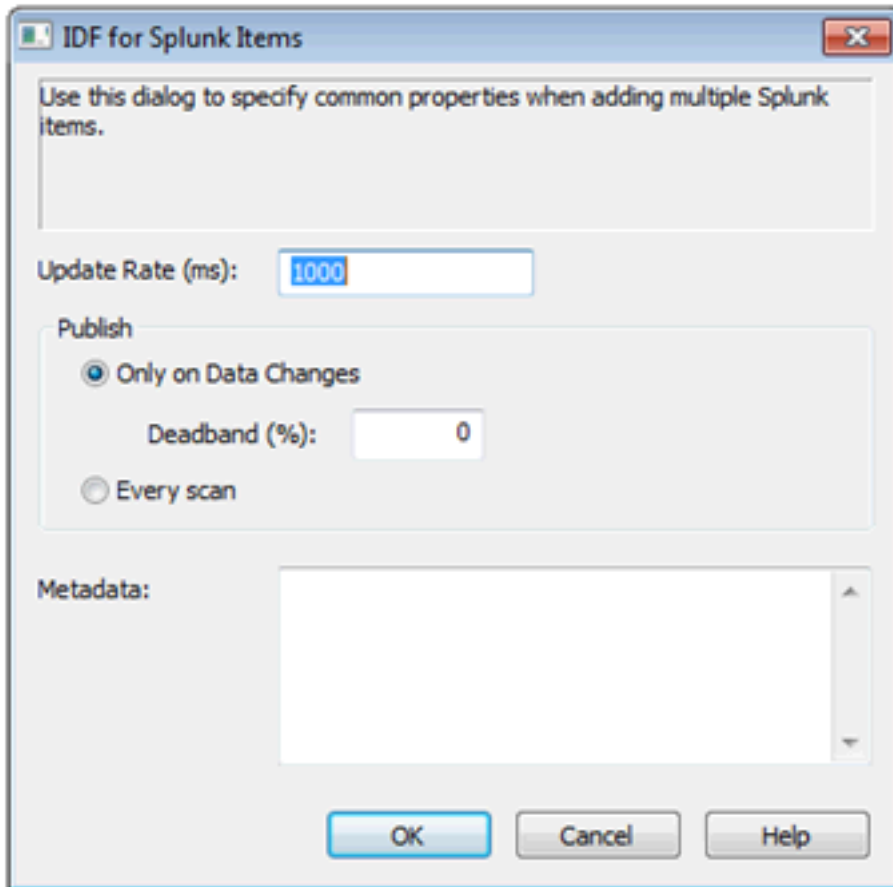 IDF for Splunk Items
Use this dialog to specify common properties when adding multiple Splunk
items.
Update Rate (ms): 1000
Publish
Only on Data Changes
Deadband (%): 0
Every scan
Metadata:
OK Cancel Help